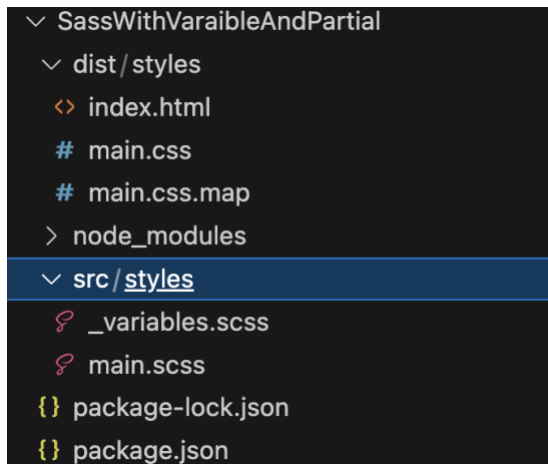 SassWithVaraibleAndPartial
dist/styles
<> index.html
# main.css
# main.css.map
node_modules
src/styles
_variables.scss
main.scss
{} package-lock.json
{} package.json